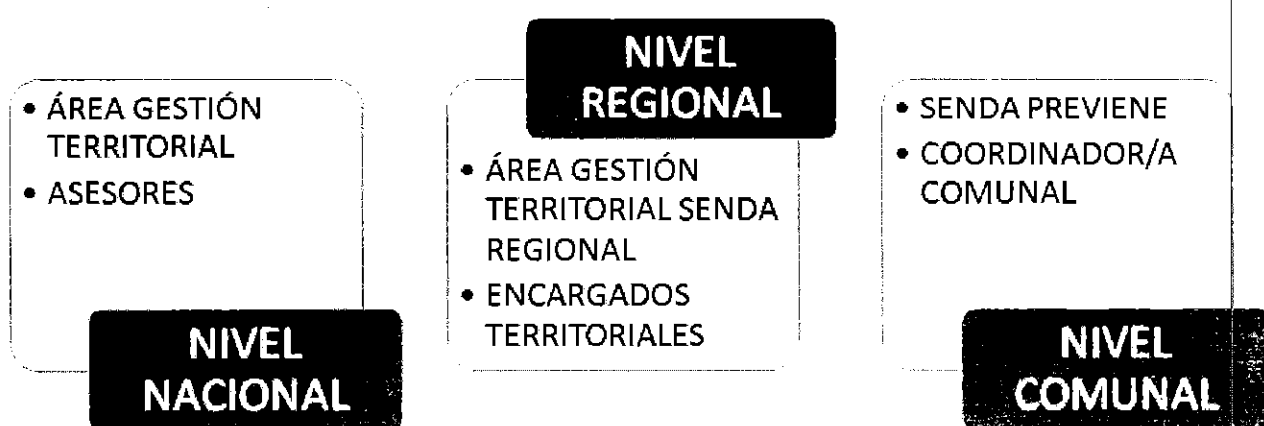 • ÁREA GESTIÓN
TERRITORIAL
• ASESORES
NIVEL
NACIONAL
NIVEL
REGIONAL
• ÁREA GESTIÓN
TERRITORIAL SENDA
REGIONAL
• ENCARGADOS
TERRITORIALES
• SENDA PREVIENE
• COORDINADOR/A
COMUNAL
NIVEL
COMUNAL